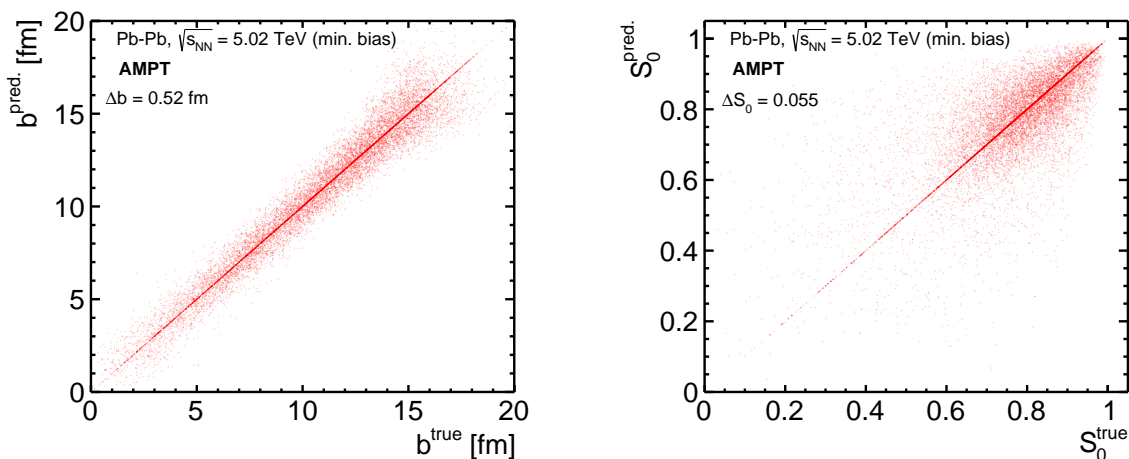 20
15
10
5
0
b^pred. [fm]
Pb-Pb, √s_NN = 5.02 TeV (min. bias)
AMPT
Δb = 0.52 fm
0 5 10 15 20
b^true [fm]
1
0.8
0.6
0.4
0.2
0
S_0^pred.
Pb-Pb, √s_NN = 5.02 TeV (min. bias)
AMPT
ΔS_0 = 0.055
0 0.2 0.4 0.6 0.8 1
S_0^true